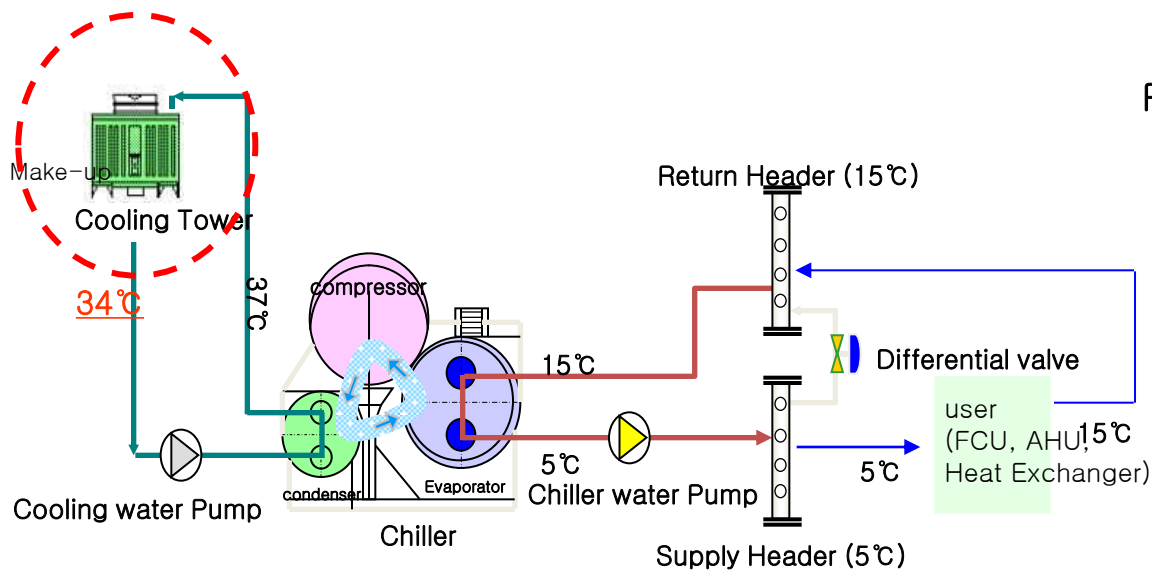 F
Make-up
Cooling Tower
34℃
37℃
Cooling water Pump
compressor
condenser
Evaporator
Chiller
15℃
5℃
Chiller water Pump
Return Header (15℃)
Differential valve
Supply Header (5℃)
5℃
user
(FCU, AHU,
Heat Exchanger)
15℃